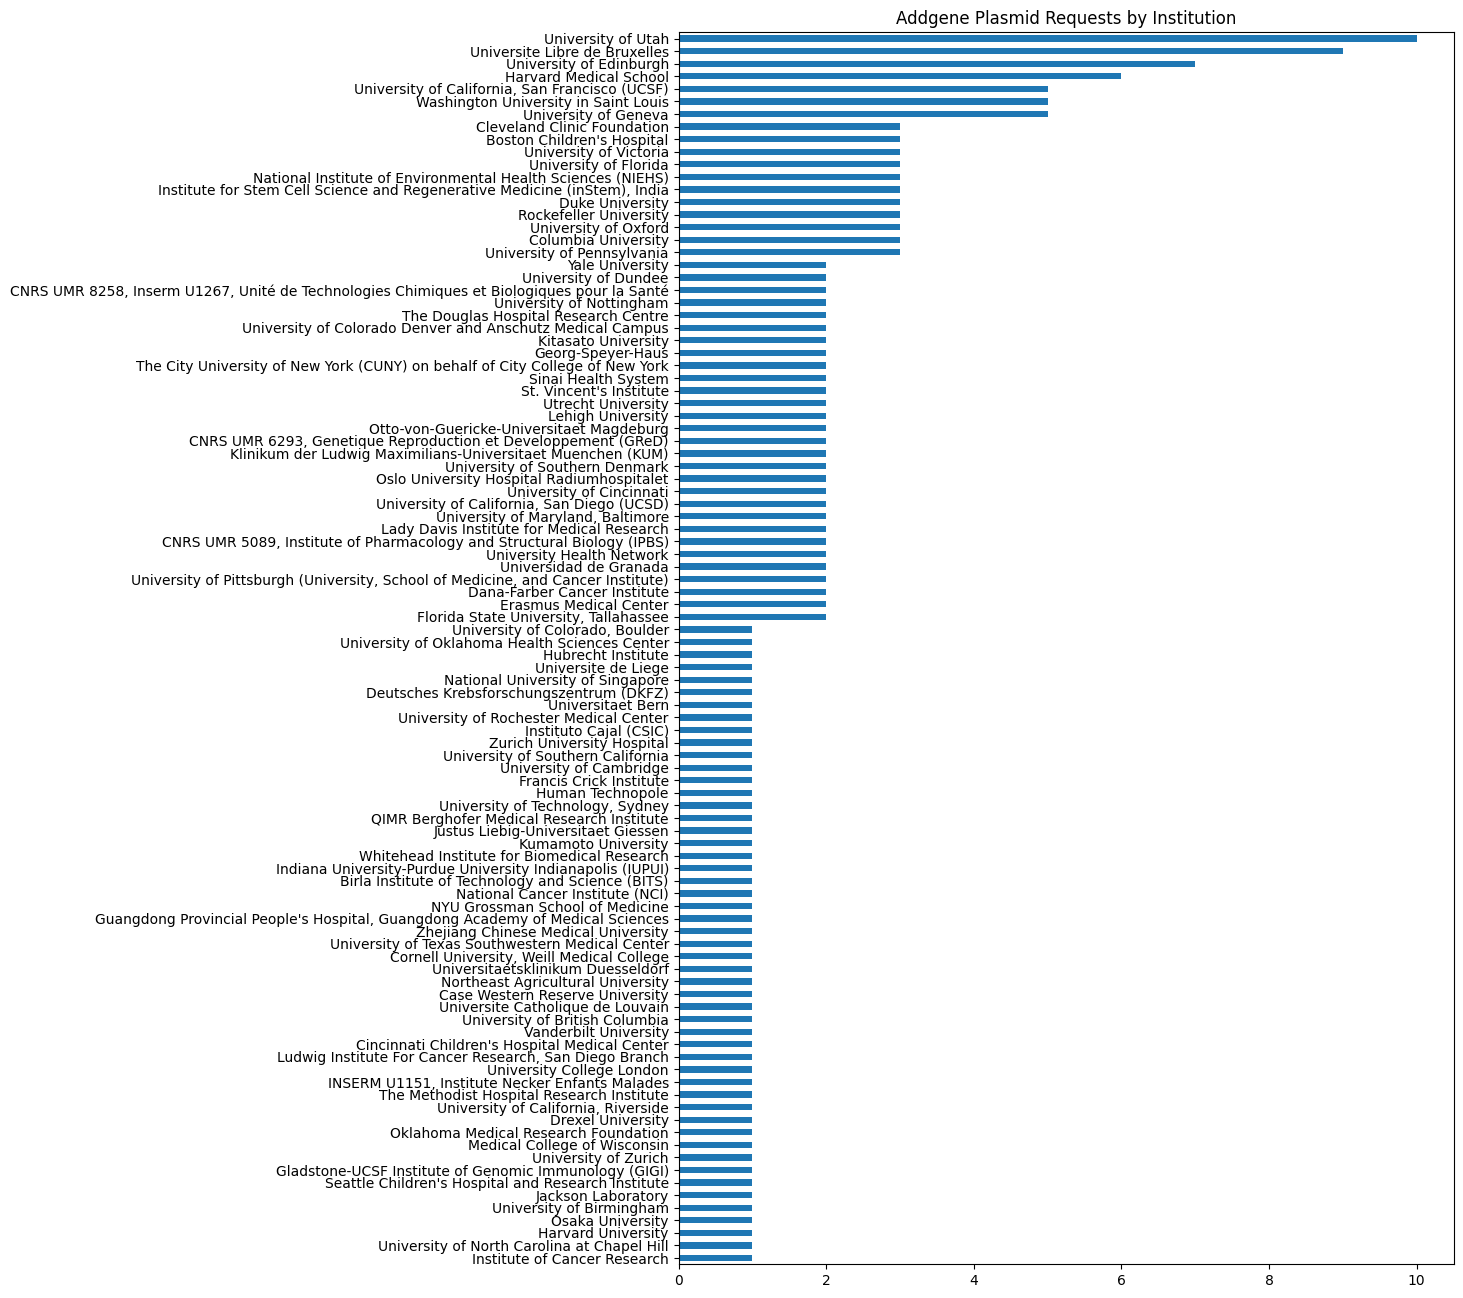 Addgene Plasmid Requests by Institution
University of Utah
Universite Libre de Bruxelles
University of Edinburgh
Harvard Medical School
University of California, San Francisco (UCSF)
Washington University in Saint Louis
University of Geneva
Cleveland Clinic Foundation
Boston Children's Hospital
University of Victoria
University of Florida
National Institute of Environmental Health Sciences (NIEHS)
Institute for Stem Cell Science and Regenerative Medicine (inStem), India
Duke University
Rockefeller University
University of Oxford
Columbia University
University of Pennsylvania
Yale University
University of Dundee
CNRS UMR 8258, Inserm U1267, Unité de Technologies Chimiques et Biologiques pour la Santé
University of Nottingham
The Douglas Hospital Research Centre
University of Colorado Denver and Anschutz Medical Campus
Kitasato University
Georg-Speyer-Haus
The City University of New York (CUNY) on behalf of City College of New York
Sinai Health System
St. Vincent's Institute
Utrecht University
Lehigh University
Otto-von-Guericke-Universitaet Magdeburg
CNRS UMR 6293, Genetique Reproduction et Developpement (GReD)
Klinikum der Ludwig Maximilians-Universitaet Muenchen (KUM)
University of Southern Denmark
Oslo University Hospital Radiumhospitalet
University of Cincinnati
University of California, San Diego (UCSD)
University of Maryland, Baltimore
Lady Davis Institute for Medical Research
CNRS UMR 5089, Institute of Pharmacology and Structural Biology (IPBS)
University Health Network
Universidad de Granada
University of Pittsburgh (University, School of Medicine, and Cancer Institute)
Dana-Farber Cancer Institute
Erasmus Medical Center
Florida State University, Tallahassee
University of Colorado, Boulder
University of Oklahoma Health Sciences Center
Hubrecht Institute
Universite de Liege
National University of Singapore
Deutsches Krebsforschungszentrum (DKFZ)
Universitaet Bern
University of Rochester Medical Center
Instituto Cajal (CSIC)
Zurich University Hospital
University of Southern California
University of Cambridge
Francis Crick Institute
Human Technopole
University of Technology, Sydney
QIMR Berghofer Medical Research Institute
Justus Liebig-Universitaet Giessen
Kumamoto University
Whitehead Institute for Biomedical Research
Indiana University-Purdue University Indianapolis (IUPUI)
Birla Institute of Technology and Science (BITS)
National Cancer Institute (NCI)
NYU Grossman School of Medicine
Guangdong Provincial People's Hospital, Guangdong Academy of Medical Sciences
Zhejiang Chinese Medical University
University of Texas Southwestern Medical Center
Cornell University, Weill Medical College
Universitaetsklinikum Duesseldorf
Northeast Agricultural University
Case Western Reserve University
Universite Catholique de Louvain
University of British Columbia
Vanderbilt University
Cincinnati Children's Hospital Medical Center
Ludwig Institute For Cancer Research, San Diego Branch
University College London
INSERM U1151, Institute Necker Enfants Malades
The Methodist Hospital Research Institute
University of California, Riverside
Drexel University
Oklahoma Medical Research Foundation
Medical College of Wisconsin
University of Zurich
Gladstone-UCSF Institute of Genomic Immunology (GIGI)
Seattle Children's Hospital and Research Institute
Jackson Laboratory
University of Birmingham
Osaka University
Harvard University
University of North Carolina at Chapel Hill
Institute of Cancer Research
0 2 4 6 8 10